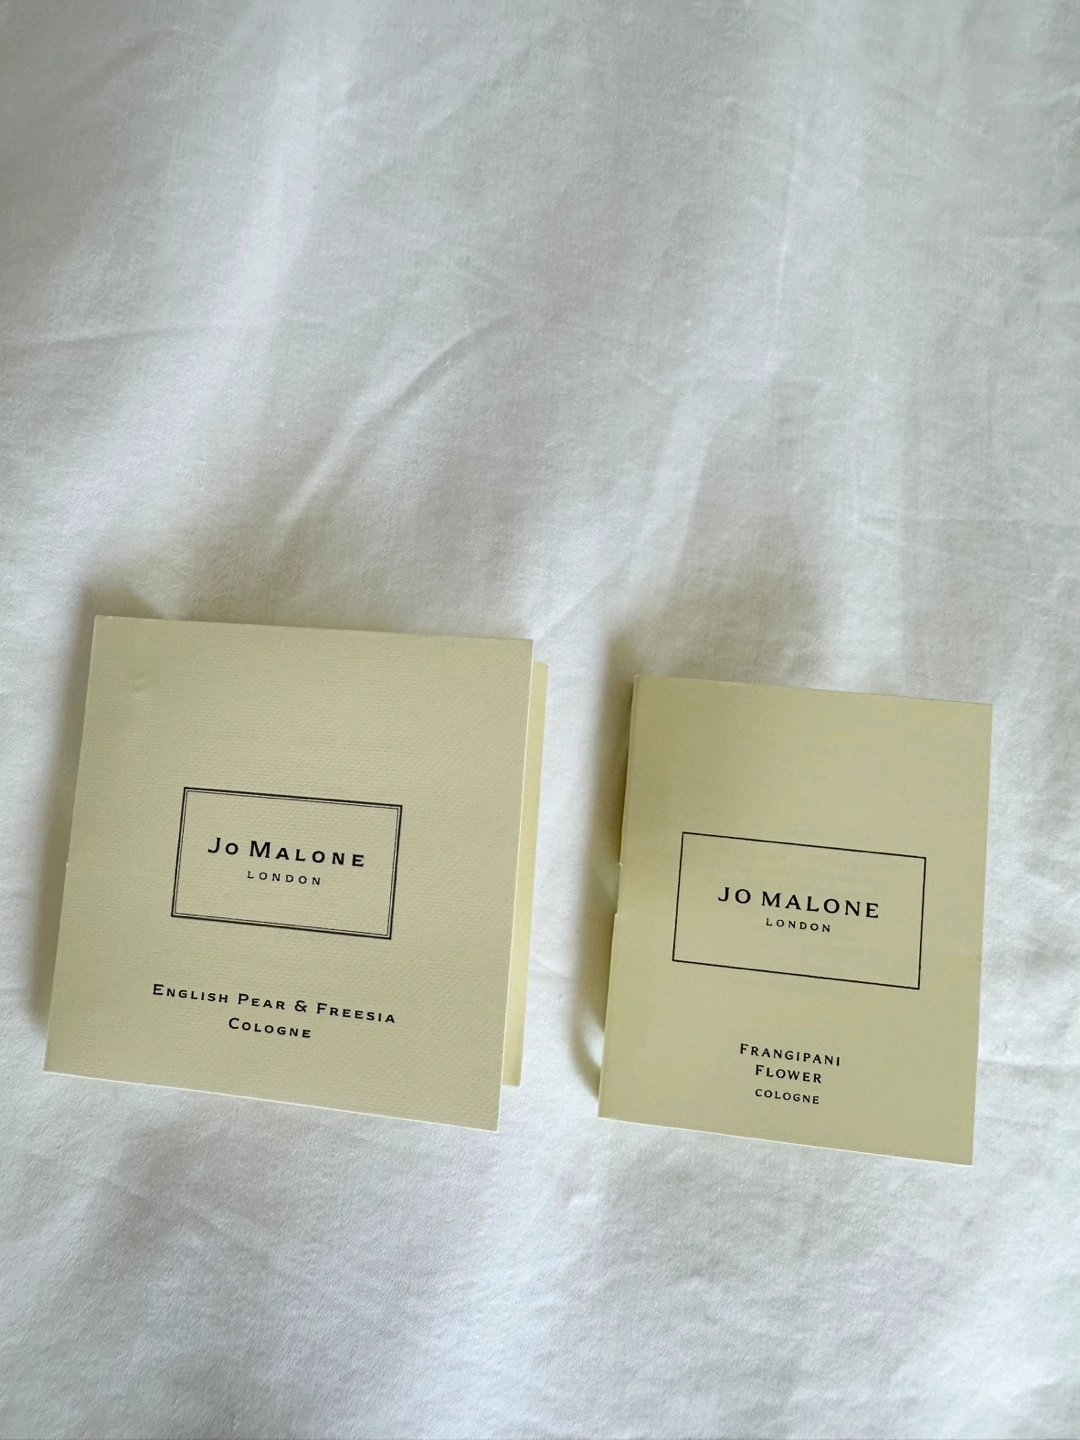 Jo Malone
LONDON
English Pear & Freesia
Cologne
JO MALONE
LONDON
Frangipani
Flower
COLOGNE